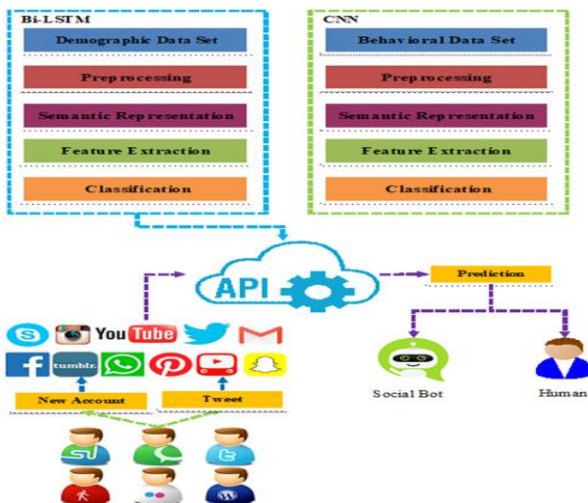 Bi-LSTM
Demographic Data Set
Preprocessing
Semantic Representation
Feature Extraction
Classification
CNN
Behavioral Data Set
Preprocessing
Semantic Representation
Feature Extraction
Classification
API
Prediction
YouTube
tumblr.
New Account
Tweet
Social Bot
Human